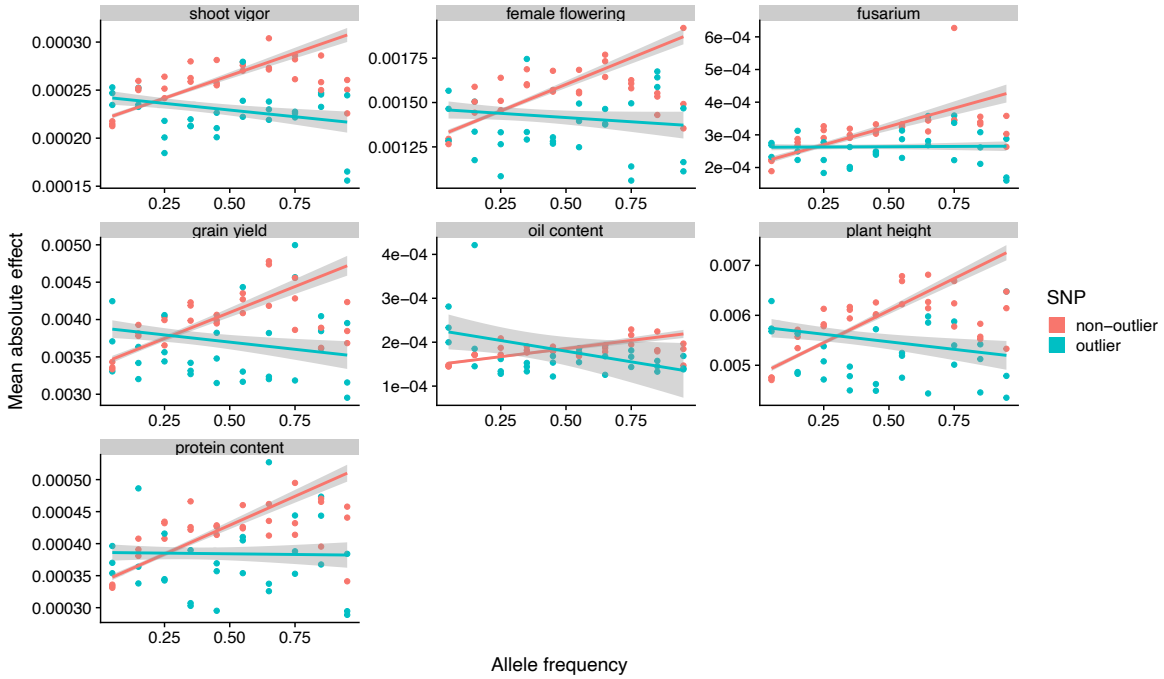 shoot vigor
female flowering
fusarium
0.00030
0.00025
0.00020
0.00015
0.00175
0.00150
0.00125
6e−04
5e−04
4e−04
3e−04
2e−04
0.25 0.50 0.75
0.25 0.50 0.75
0.25 0.50 0.75
grain yield
oil content
plant height
0.0050
0.0045
0.0040
0.0035
0.0030
4e−04
3e−04
2e−04
1e−04
0.007
0.006
0.005
0.25 0.50 0.75
0.25 0.50 0.75
protein content
0.00050
0.00045
0.00040
0.00035
0.00030
0.25 0.50 0.75
Mean absolute effect
Allele frequency
SNP
non−outlier
outlier